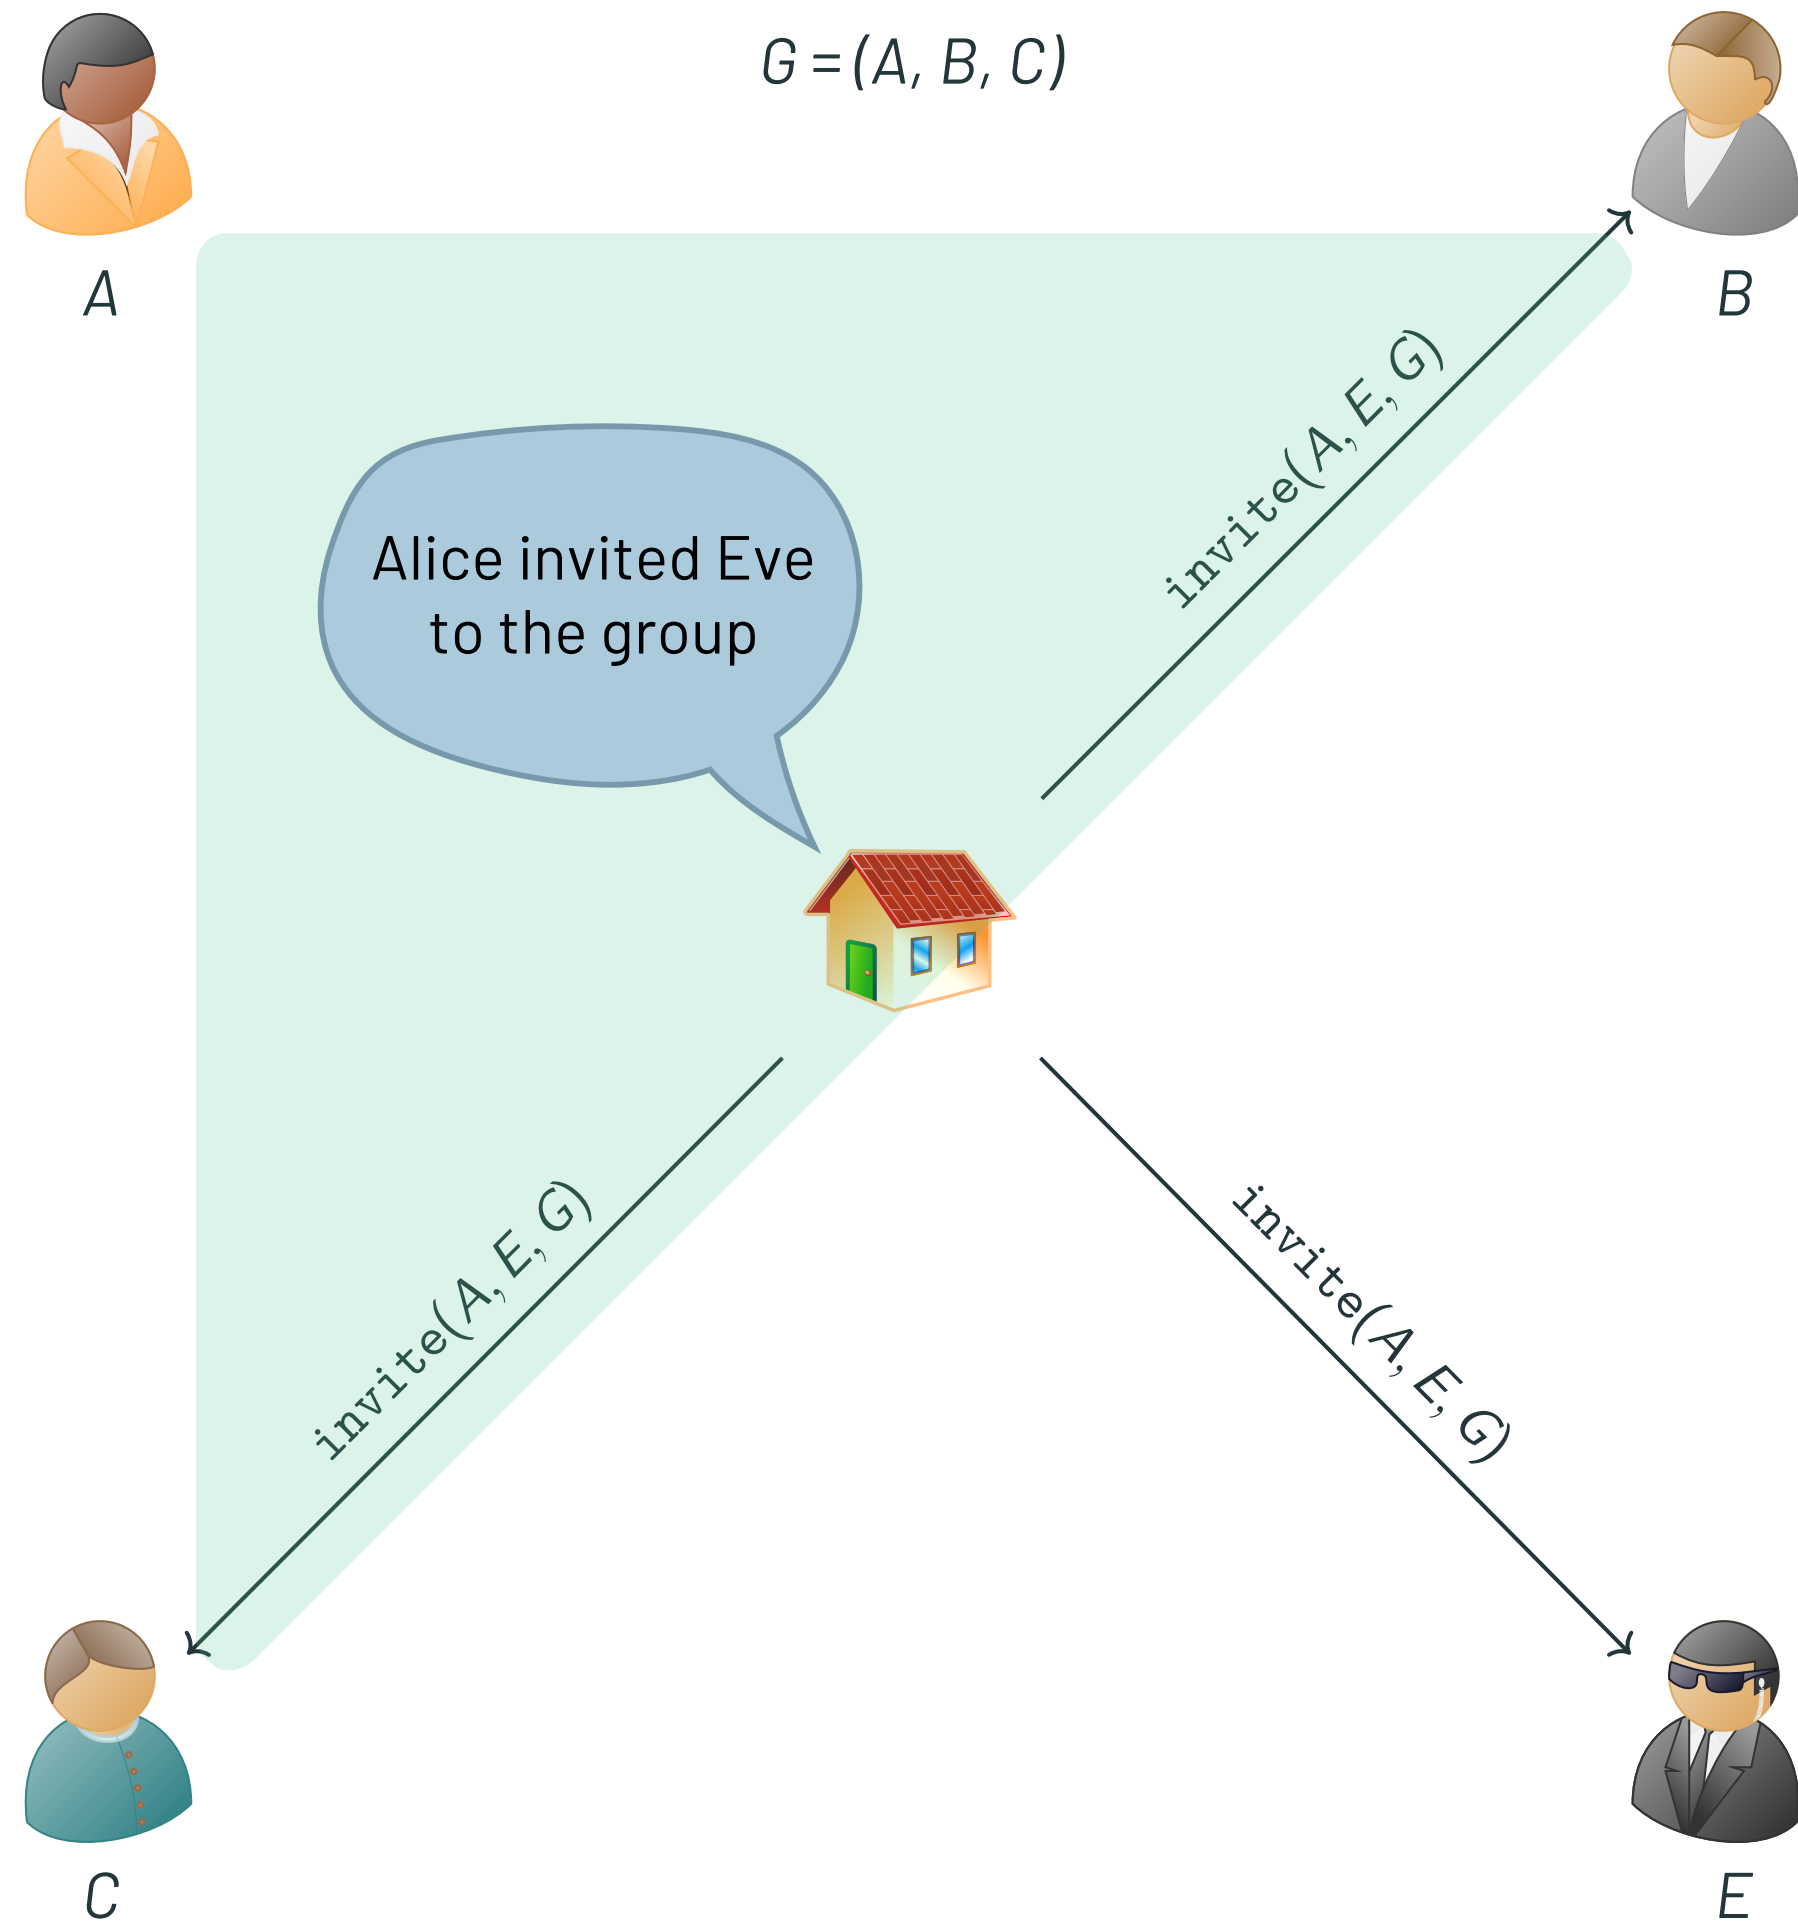 G = (A, B, C)
A
B
invite(A, E, G)
Alice invited Eve
to the group
invite(A, E, G)
invite(A, E, G)
C
E